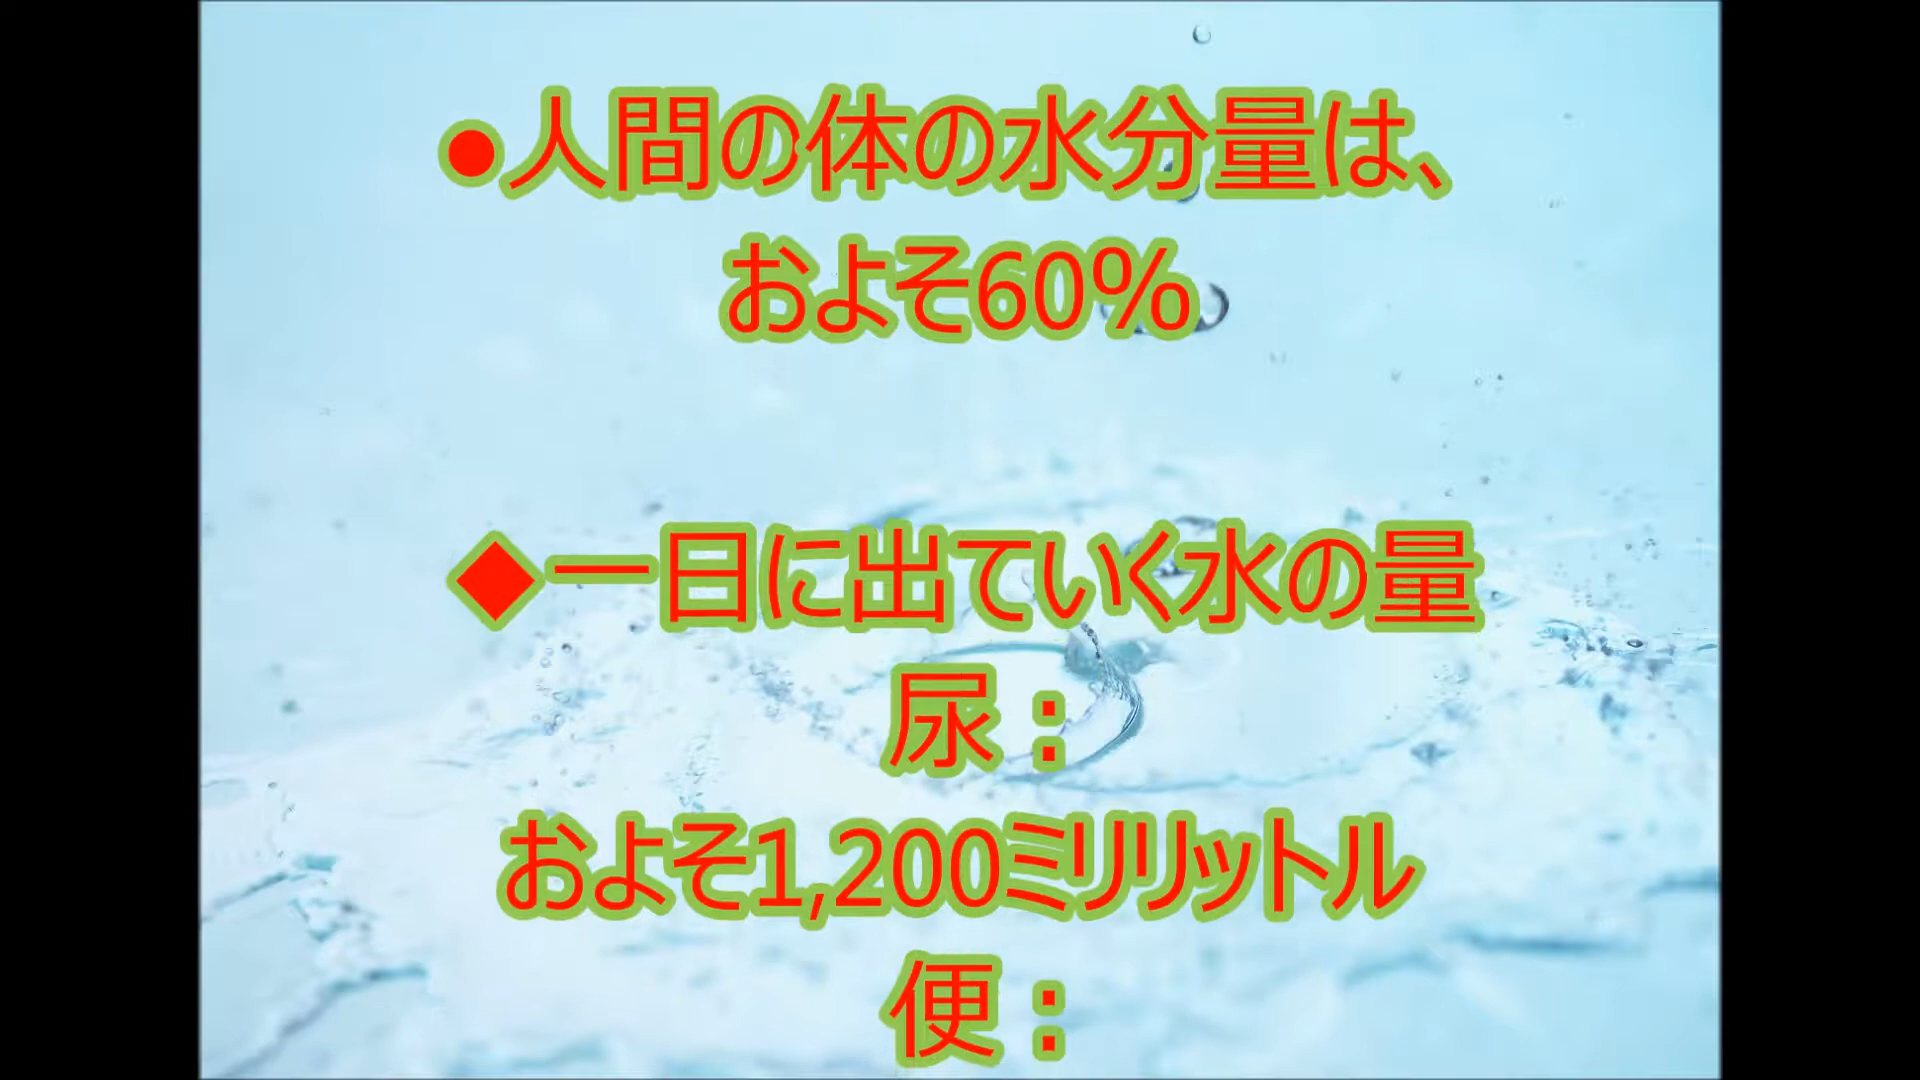 ●人間の体の水分量は、
およそ60%
◆一日に出ていく水の量
尿：
およそ1,200ミリリットル
便：